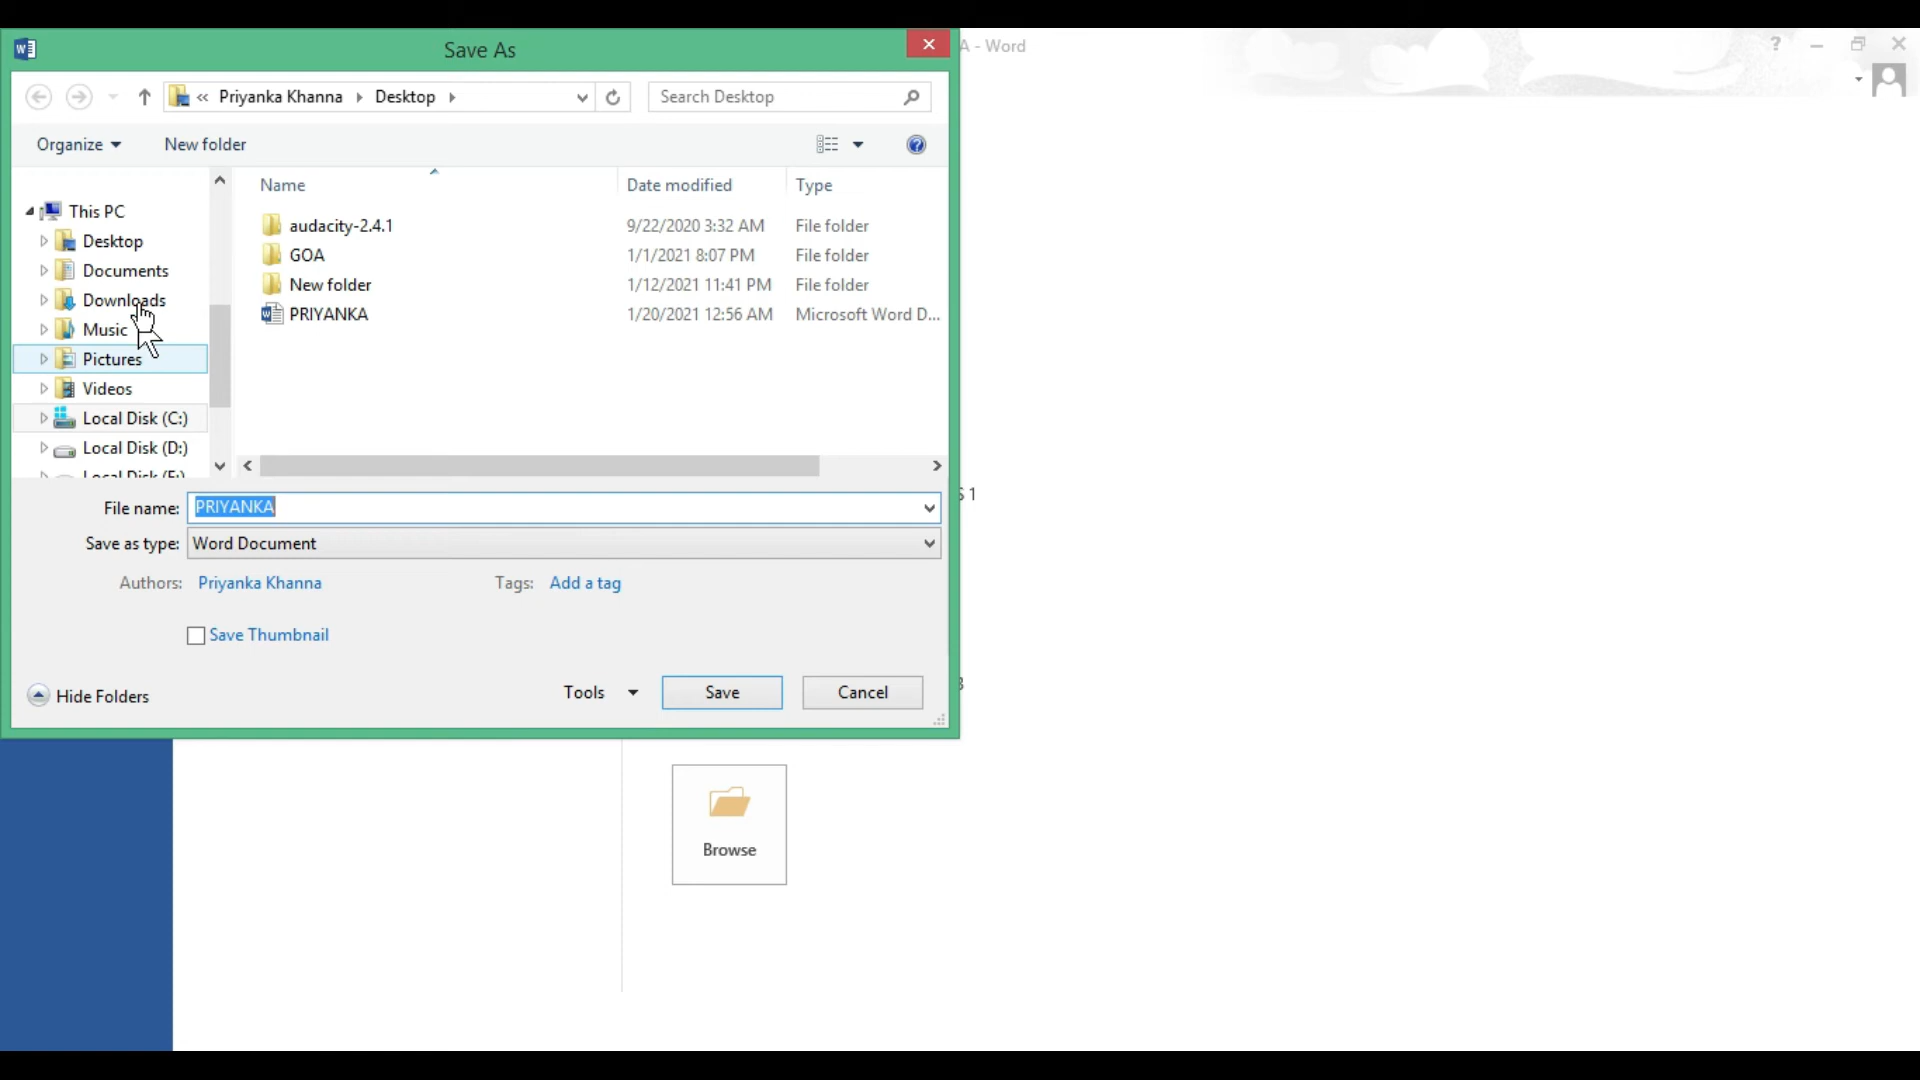 Save As
A - Word
« Priyanka Khanna Desktop
Search Desktop
Organize
New folder
Name
Date modified
Type
This PC
Desktop
Documents
Downloads
Music
Pictures
Videos
Local Disk (C:)
Local Disk (D:)
audacity-2.4.1 9/22/2020 3:32 AM File folder
GOA 1/1/2021 8:07 PM File folder
New folder 1/12/2021 11:41 PM File folder
PRIYANKA 1/20/2021 12:56 AM Microsoft Word D...
File name: PRIYANKA
Save as type: Word Document
Authors: Priyanka Khanna
Tags: Add a tag
Save Thumbnail
Hide Folders
Tools
Save
Cancel
Browse